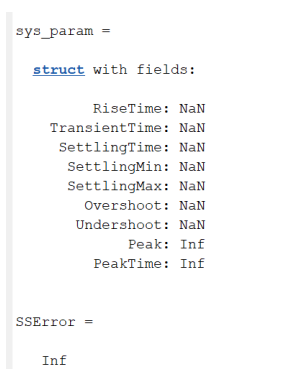 sys_param =
struct with fields:
RiseTime: NaN
TransientTime: NaN
SettlingTime: NaN
SettlingMin: NaN
SettlingMax: NaN
Overshoot: NaN
Undershoot: NaN
Peak: Inf
PeakTime: Inf
SSError =
Inf